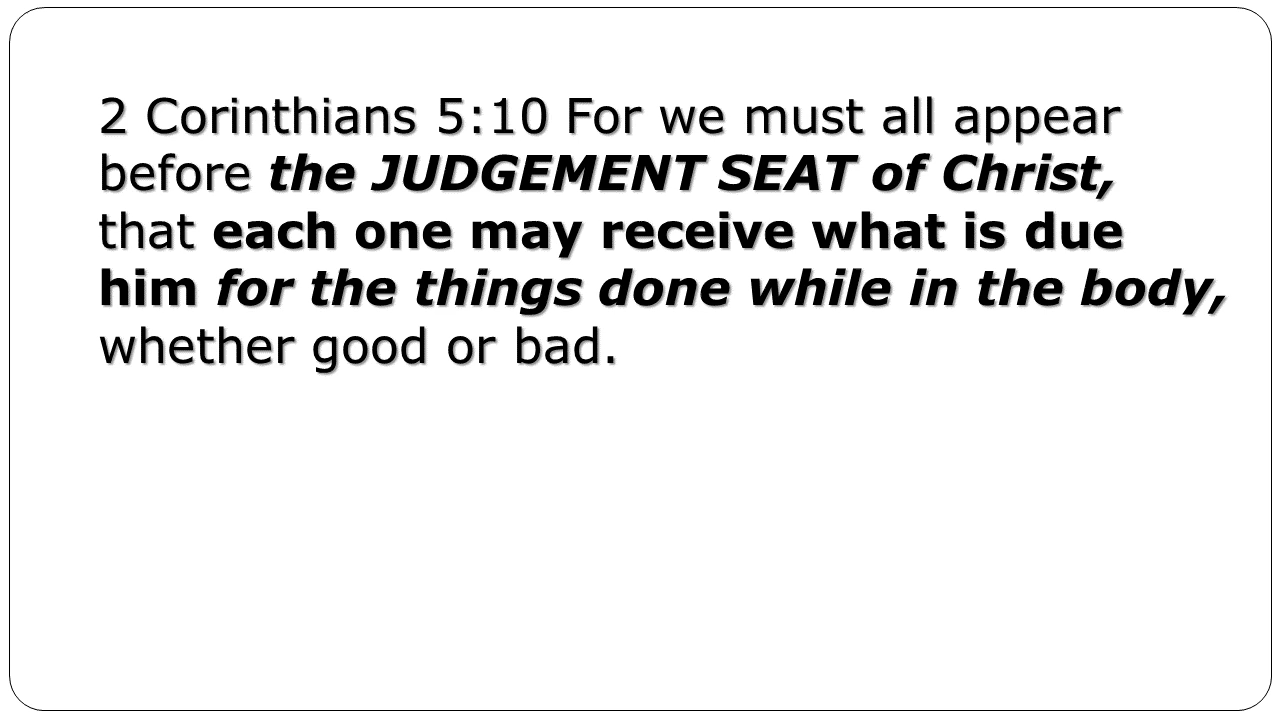 2 Corinthians 5:10 For we must all appear
before the JUDGEMENT SEAT of Christ,
that each one may receive what is due
him for the things done while in the body,
whether good or bad.